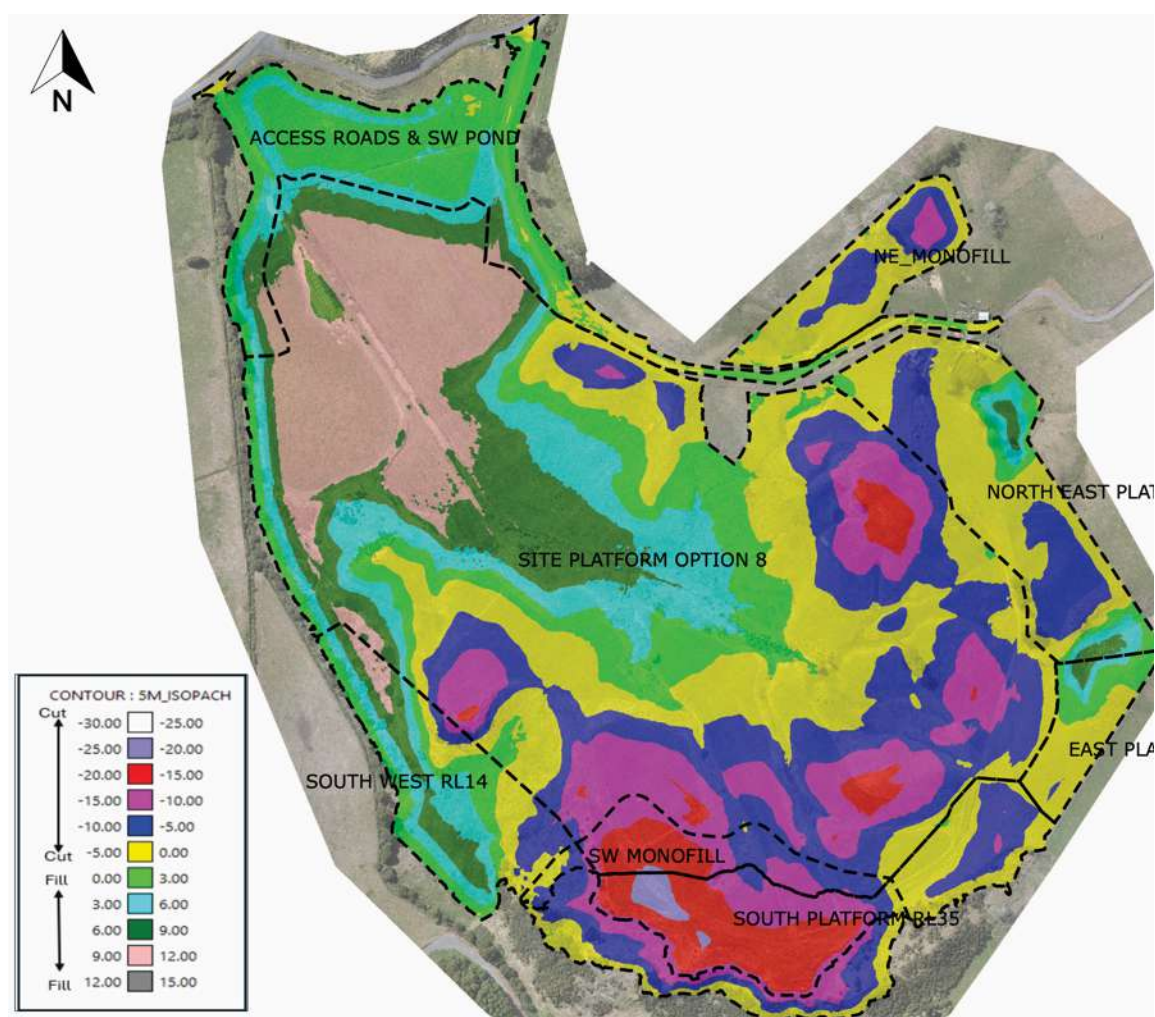 N
ACCESS ROADS & SW POND
NE_MONOFILL
NORTH EAST PLAT
SITE PLATFORM OPTION 8
EAST PLA
SOUTH WEST RL14
SW MONOFILL
SOUTH PLATFORM RL35
CONTOUR : 5M_ISOPACH
Cut
-30.00 -25.00
-25.00 -20.00
-20.00 -15.00
-15.00 -10.00
-10.00 -5.00
-5.00 0.00
Cut
Fill
0.00 3.00
3.00 6.00
6.00 9.00
9.00 12.00
Fill
12.00 15.00